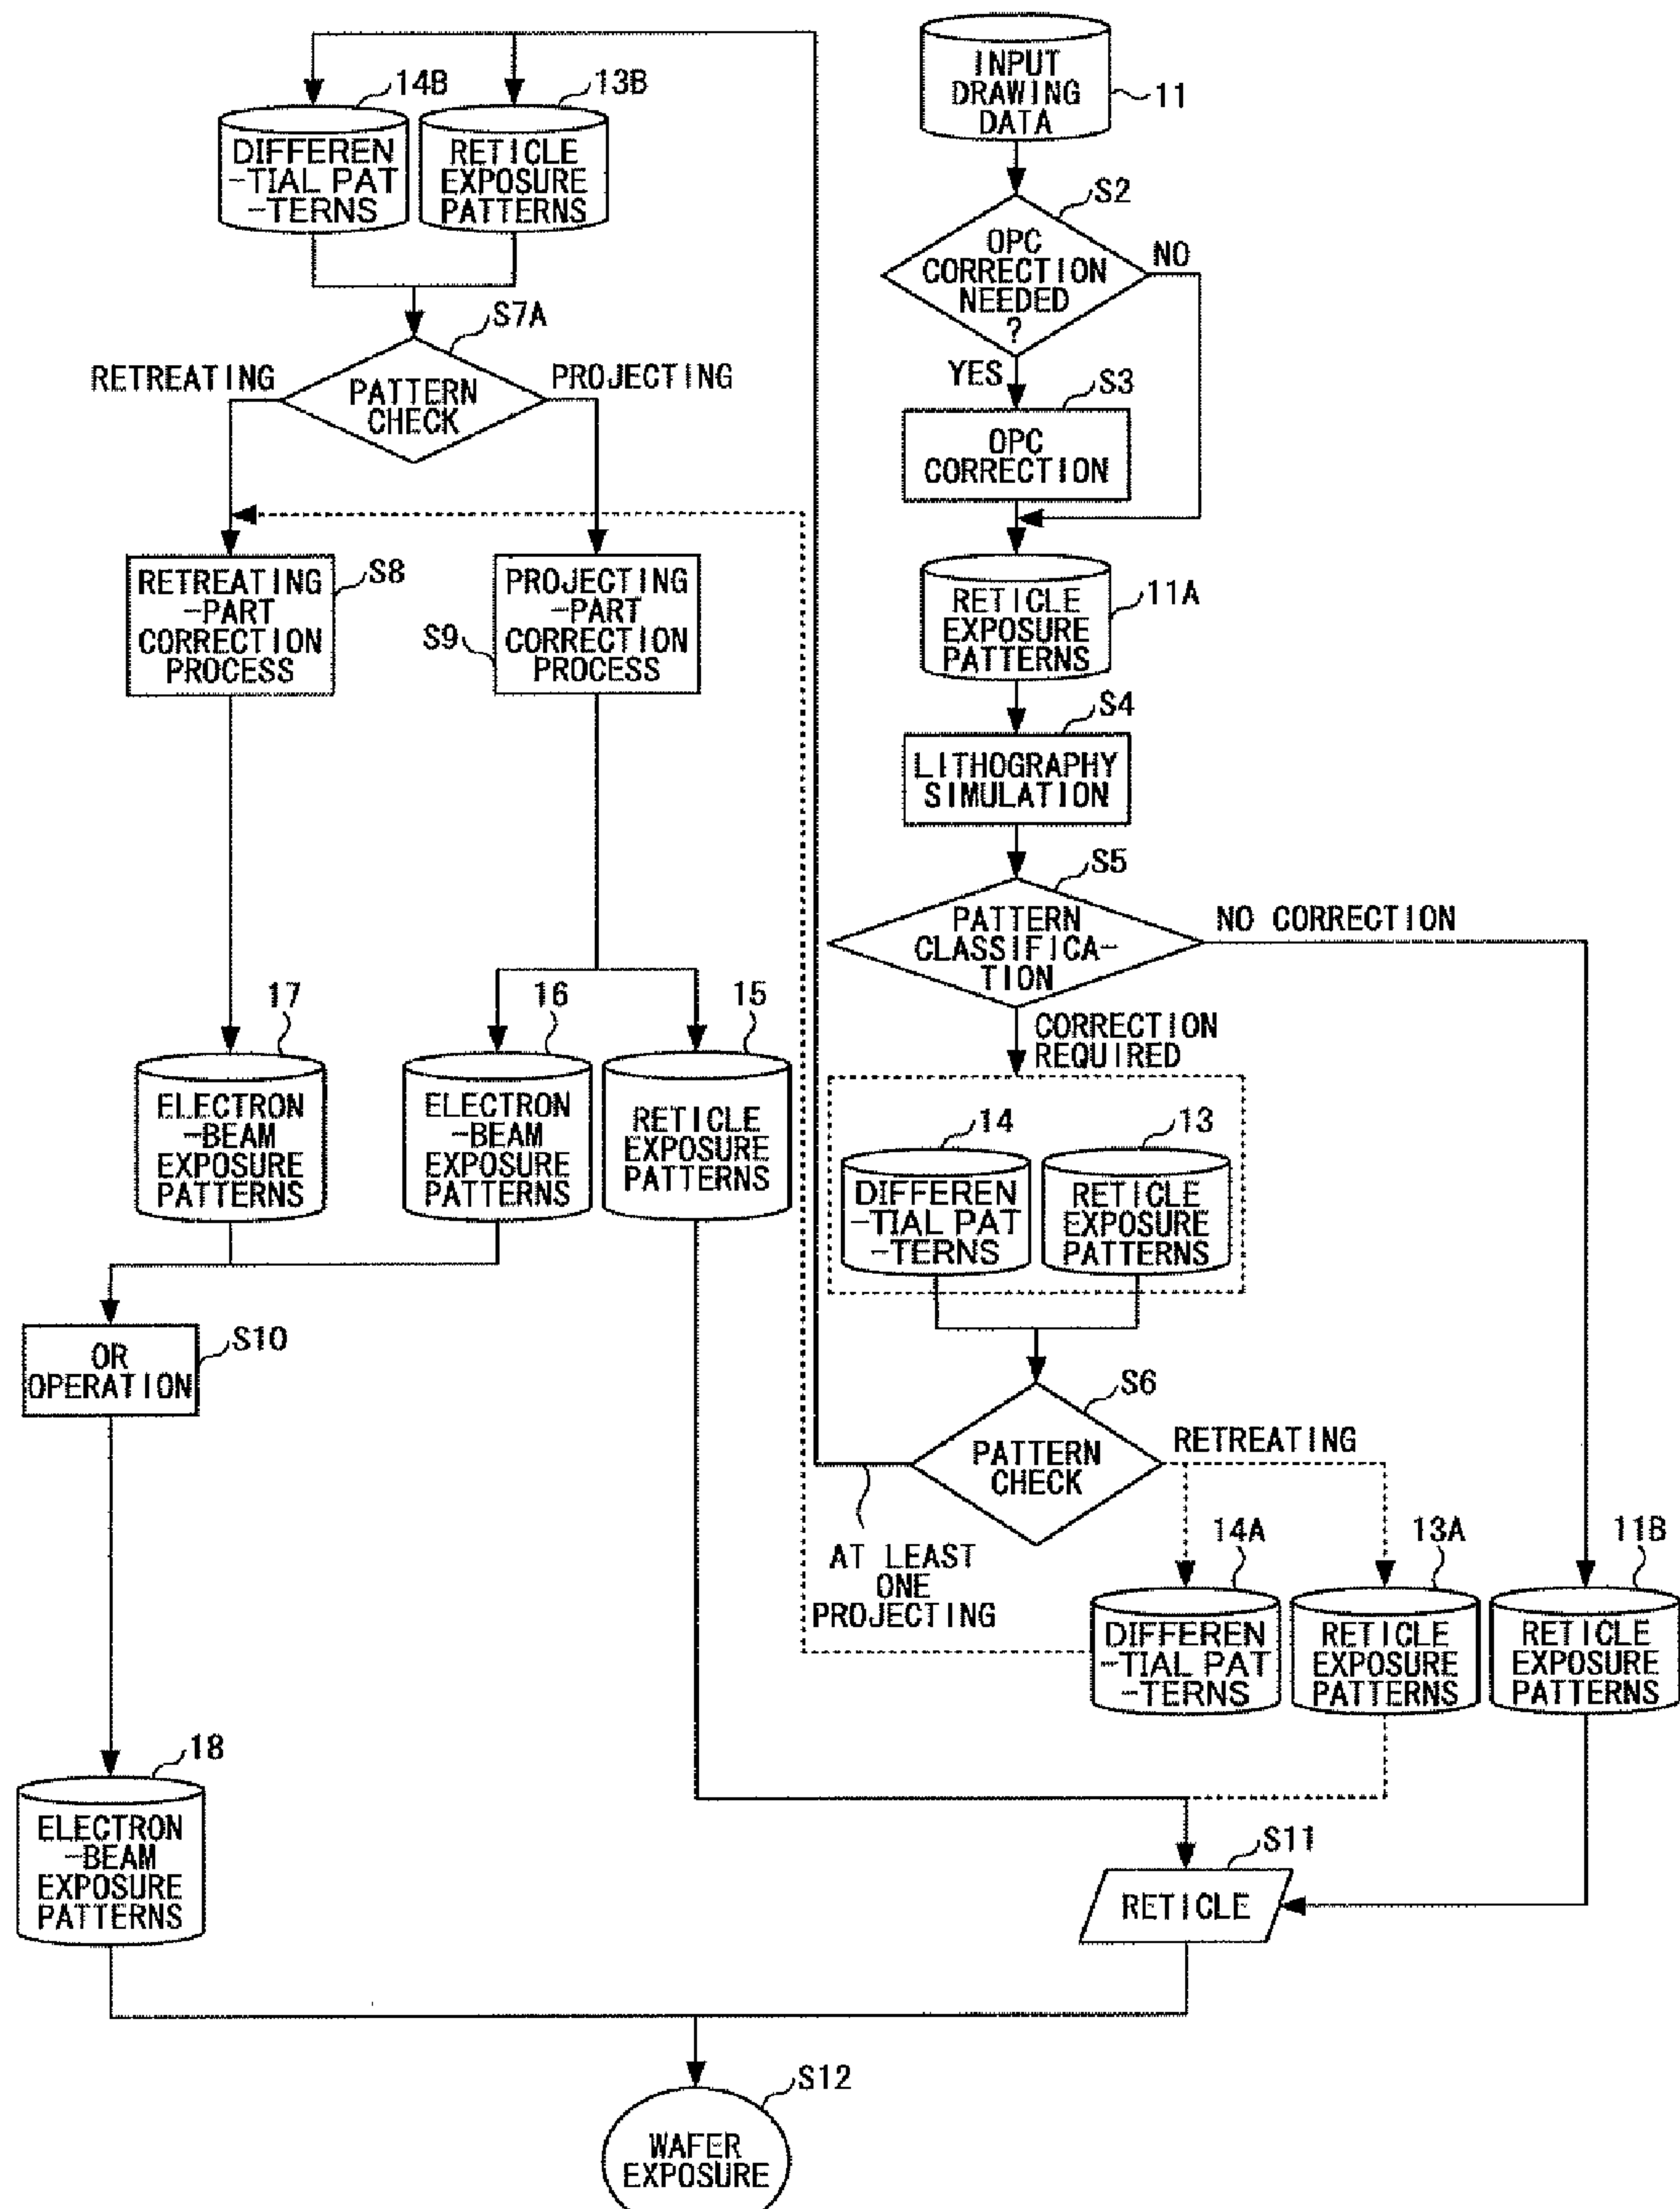 INPUT
DRAWING
DATA
11
S2
OPC
CORRECTION
NEEDED
?
NO
YES
S3
OPC
CORRECTION
RETICLE
EXPOSURE
PATTERNS
11A
S4
LITHOGRAPHY
SIMULATION
S5
PATTERN
CLASSIFICA-
TION
NO CORRECTION
CORRECTION
REQUIRED
14
DIFFEREN
-TIAL PAT
-TERNS
13
RETICLE
EXPOSURE
PATTERNS
S6
PATTERN
CHECK
RETREATING
AT LEAST
ONE
PROJECTING
14A
DIFFEREN
-TIAL PAT
-TERNS
13A
RETICLE
EXPOSURE
PATTERNS
11B
RETICLE
EXPOSURE
PATTERNS
14B
DIFFEREN
-TIAL PAT
-TERNS
13B
RETICLE
EXPOSURE
PATTERNS
S7A
PATTERN
CHECK
RETREATING
PROJECTING
RETREATING
-PART
CORRECTION
PROCESS
S8
PROJECTING
-PART
CORRECTION
PROCESS
S9
17
ELECTRON
-BEAM
EXPOSURE
PATTERNS
16
ELECTRON
-BEAM
EXPOSURE
PATTERNS
15
RETICLE
EXPOSURE
PATTERNS
OR
OPERATION
S10
18
ELECTRON
-BEAM
EXPOSURE
PATTERNS
S11
RETICLE
S12
WAFER
EXPOSURE